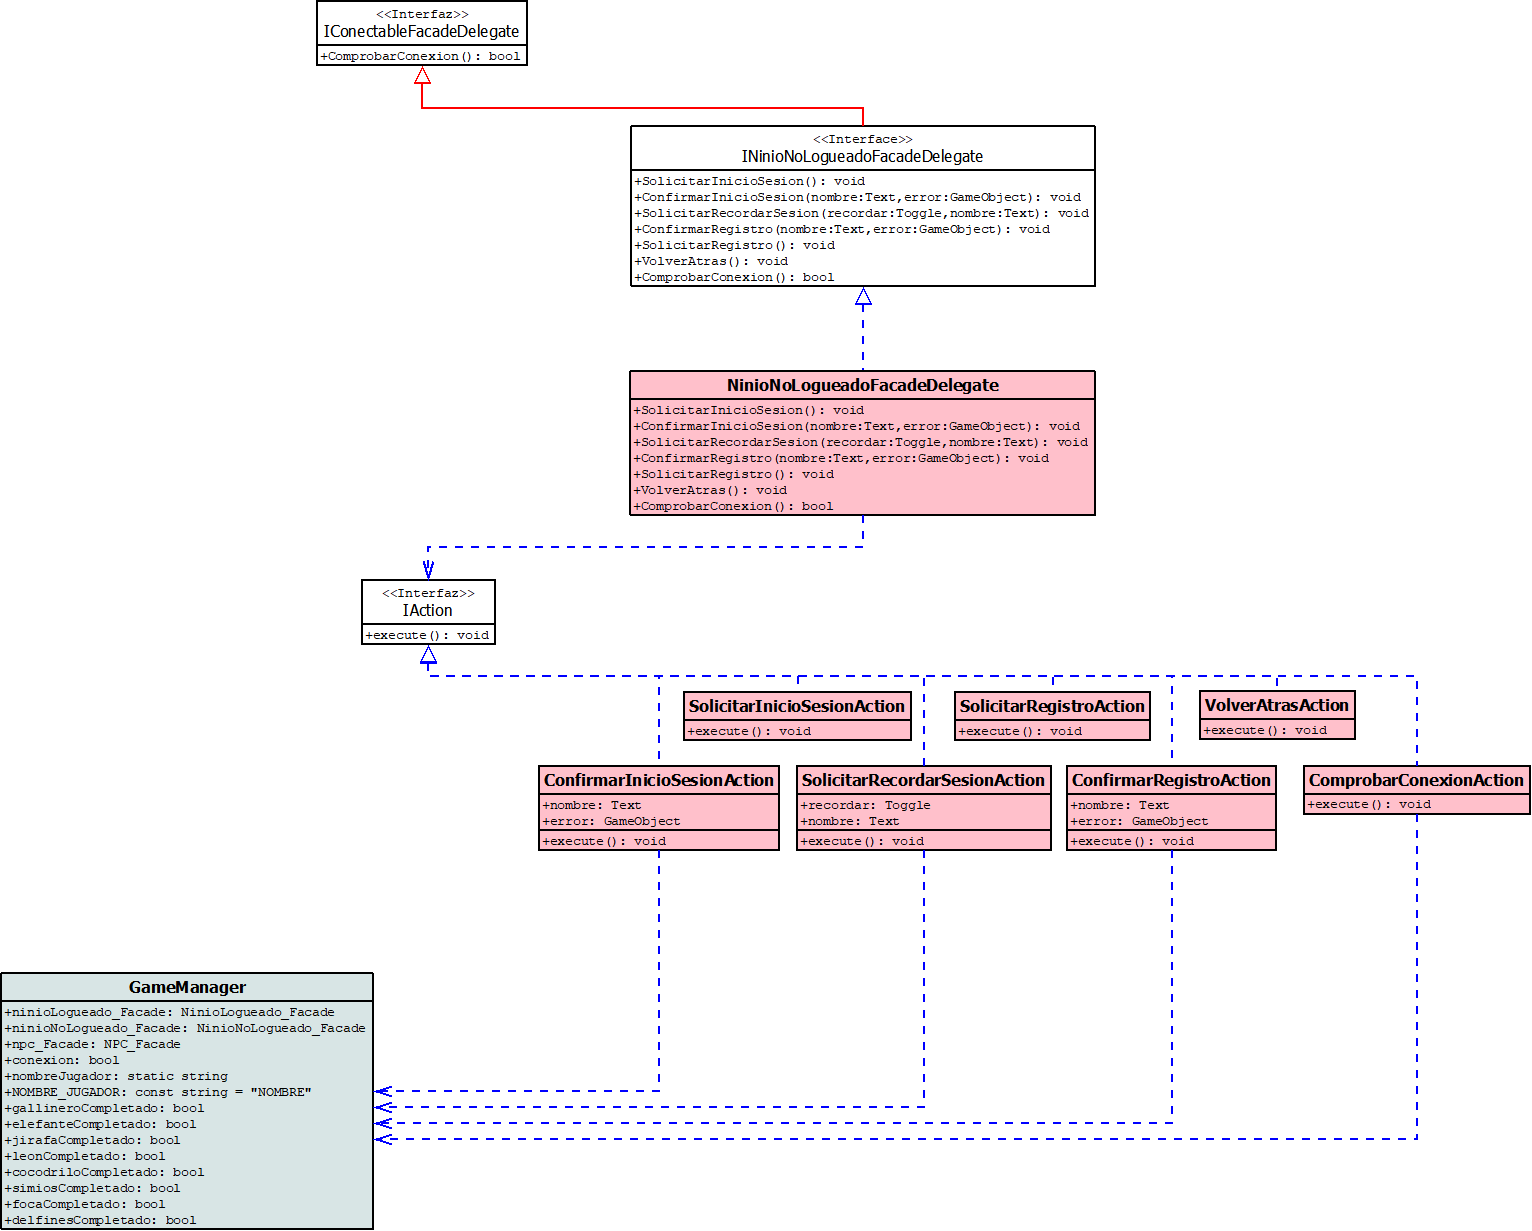 <<Interfaz>>
IConectableFacadeDelegate
+ComprobarConexion(): bool
<<Interface>>
INinioNoLogueadoFacadeDelegate
+SolicitarInicioSesion(): void
+ConfirmarInicioSesion(nombre:Text,error:GameObject): void
+SolicitarRecordarSesion(recordar:Toggle,nombre:Text): void
+ConfirmarRegistro(nombre:Text,error:GameObject): void
+SolicitarRegistro(): void
+VolverAtras(): void
+ComprobarConexion(): bool
NinioNoLogueadoFacadeDelegate
+SolicitarInicioSesion(): void
+ConfirmarInicioSesion(nombre:Text,error:GameObject): void
+SolicitarRecordarSesion(recordar:Toggle,nombre:Text): void
+ConfirmarRegistro(nombre:Text,error:GameObject): void
+SolicitarRegistro(): void
+VolverAtras(): void
+ComprobarConexion(): bool
<<Interfaz>>
IAction
+execute(): void
SolicitarInicioSesionAction
+execute(): void
SolicitarRegistroAction
+execute(): void
VolverAtrasAction
+execute(): void
ConfirmarInicioSesionAction
+nombre: Text
+error: GameObject
+execute(): void
SolicitarRecordarSesionAction
+recordar: Toggle
+nombre: Text
+execute(): void
ConfirmarRegistroAction
+nombre: Text
+error: GameObject
+execute(): void
ComprobarConexionAction
+execute(): void
GameManager
+ninioLogueado_Facade: NinioLogueado_Facade
+ninioNoLogueado_Facade: NinioNoLogueado_Facade
+npc_Facade: NPC_Facade
+conexion: bool
+nombreJugador: static string
+NOMBRE_JUGADOR: const string = "NOMBRE"
+gallineroCompletado: bool
+elefanteCompletado: bool
+jirafaCompletado: bool
+leonCompletado: bool
+cocodriloCompletado: bool
+simiosCompletado: bool
+focaCompletado: bool
+delfinesCompletado: bool